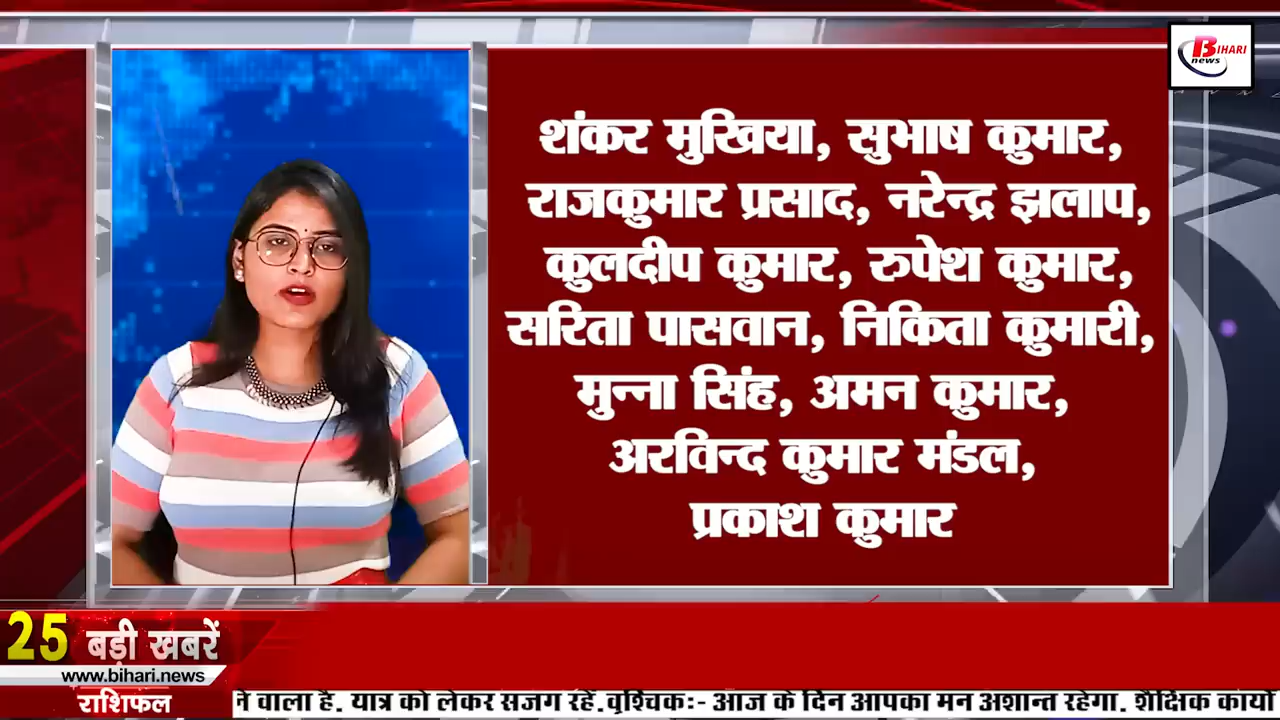 BIHARI
news
शंकर मुखिया, सुभाष कुमार,
राजकुमार प्रसाद, नरेन्द्र झलाप,
कुलदीप कुमार, रुपेश कुमार,
सरिता पासवान, निकिता कुमारी,
मुन्ना सिंह, अमन कुमार,
अरविन्द कुमार मंडल,
प्रकाश कुमार
25 बड़ी खबरें
www.bihari.news
राशिफल
ने वाला है. यात्र को लेकर सजग रहें.वृश्चिकः- आज के दिन आपका मन अशान्त रहेगा. शैक्षिक कार्यो